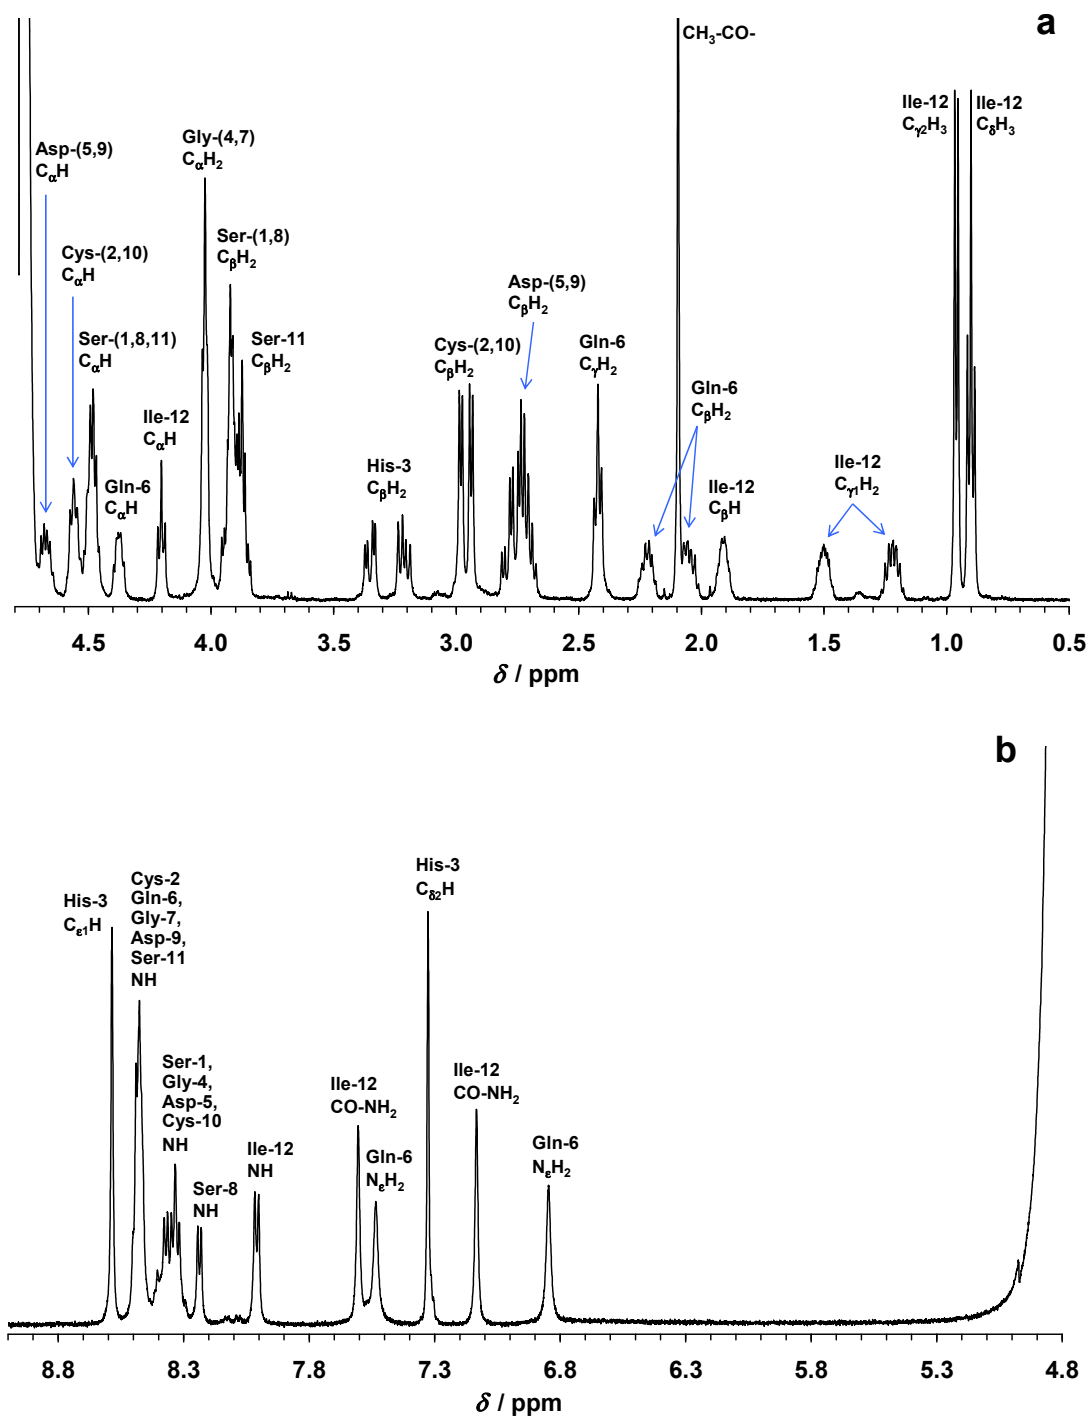 a
CH₃-CO-
Ile-12
Cγ2H₃
Ile-12
CδH₃
Gly-(4,7)
CαH₂
Asp-(5,9)
CαH
Ser-(1,8)
CβH₂
Cys-(2,10)
CαH
Asp-(5,9)
CβH₂
Ser-(1,8,11)
CαH
Ser-11
CβH₂
Cys-(2,10)
CβH₂
Gln-6
CγH₂
Gln-6
CβH₂
Ile-12
CαH
Gln-6
CαH
His-3
CβH₂
Ile-12
CβH
Ile-12
Cγ1H₂
4.5 4.0 3.5 3.0 2.5 2.0 1.5 1.0 0.5
δ / ppm
b
His-3
Cδ2H
Cys-2
Gln-6,
Gly-7,
Asp-9,
Ser-11
NH
His-3
Cε1H
Ser-1,
Gly-4,
Asp-5,
Cys-10
NH
Ile-12
CO-NH₂
Ile-12
CO-NH₂
Ile-12
NH
Gln-6
NεH₂
Gln-6
NεH₂
Ser-8
NH
8.8 8.3 7.8 7.3 6.8 6.3 5.8 5.3 4.8
δ / ppm